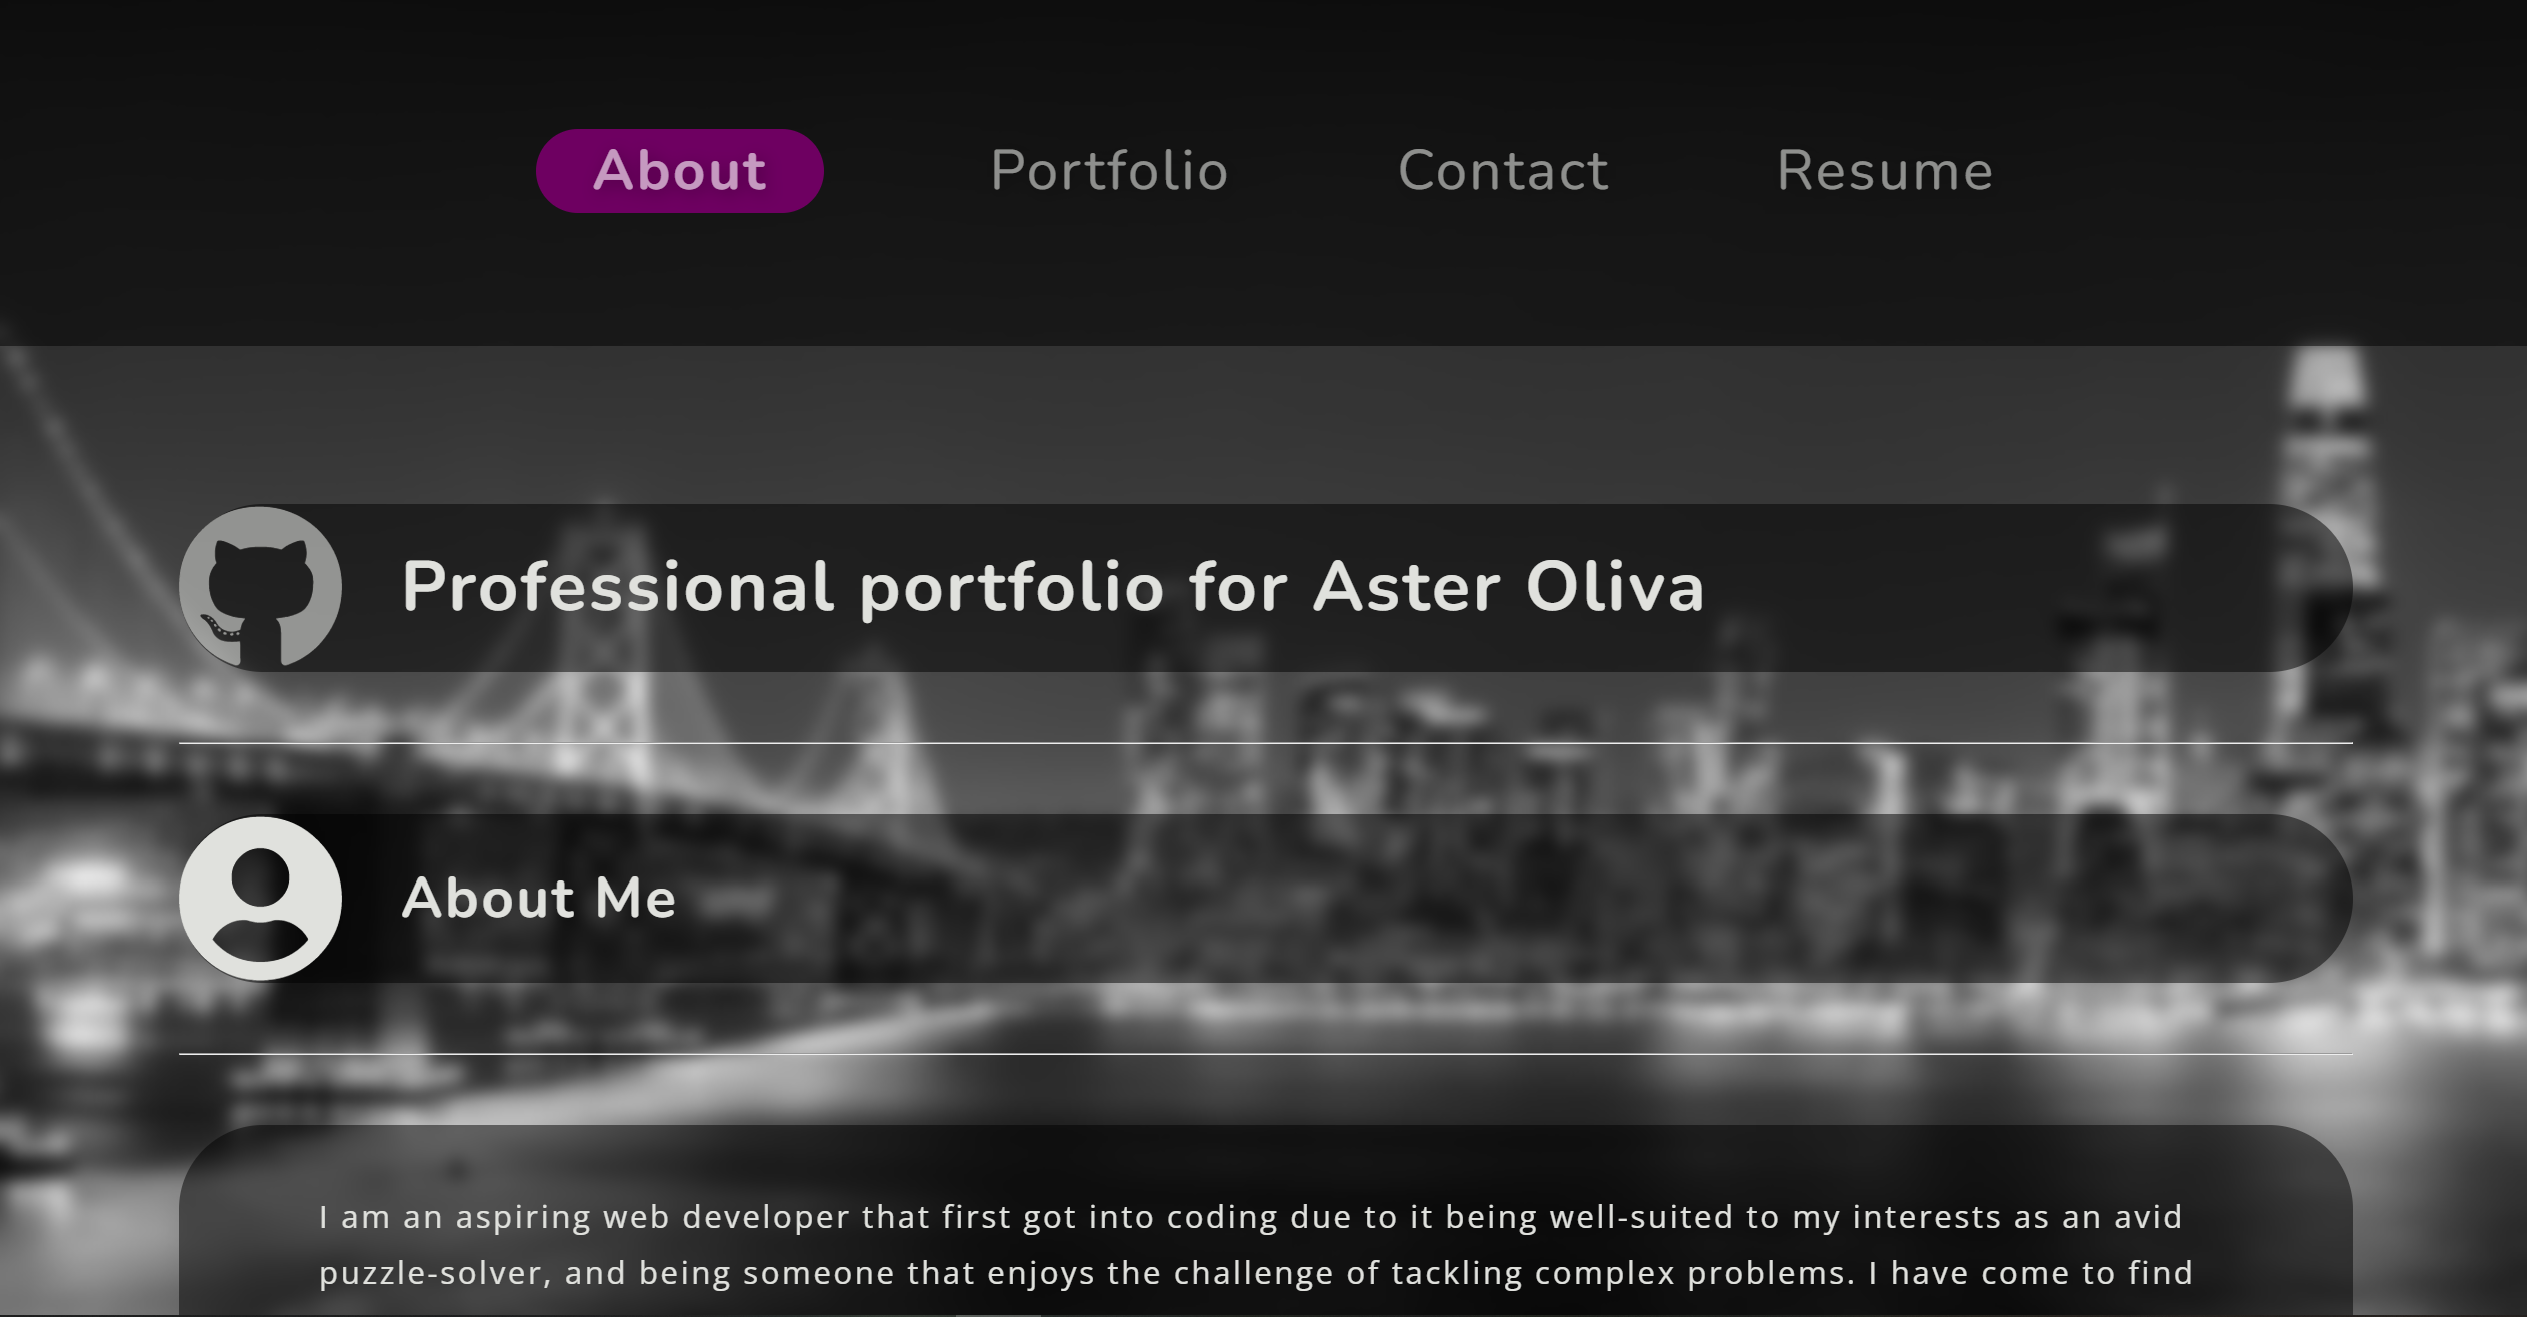 About
Portfolio
Contact
Resume
Professional portfolio for Aster Oliva
About Me
I am an aspiring web developer that first got into coding due to it being well-suited to my interests as an avid
puzzle-solver, and being someone that enjoys the challenge of tackling complex problems. I have come to find